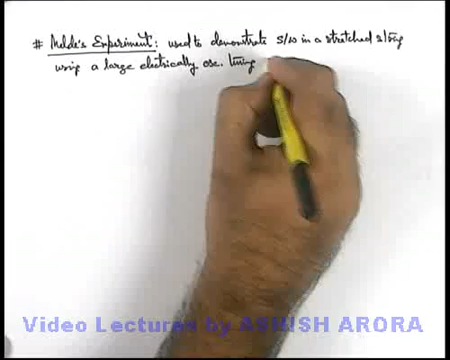 # Melde's Experiment : used to demonstrate s/w in a stretched string
using a large electrically osc. tuning
Video Lectures by ASHISH ARORA